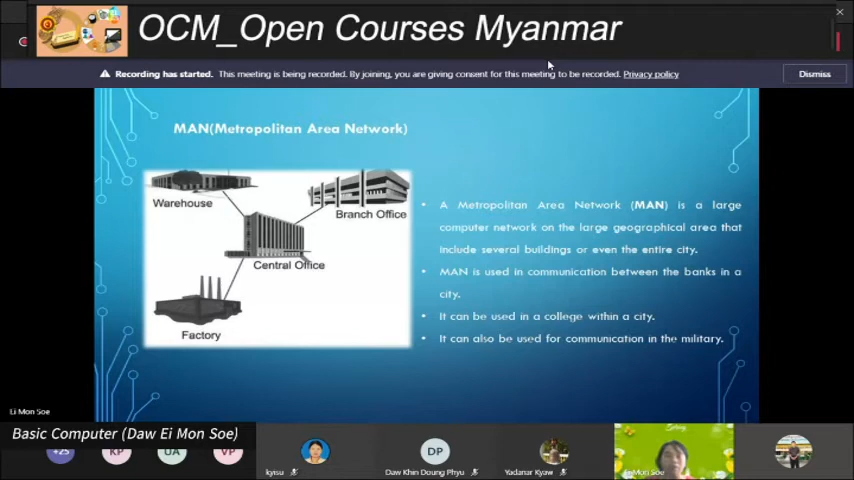 OCM_Open Courses Myanmar
Recording has started. This meeting is being recorded. By joining, you are giving consent for this meeting to be recorded. Privacy policy
Dismiss
MAN(Metropolitan Area Network)
Warehouse
Branch Office
Central Office
Factory
• A Metropolitan Area Network (MAN) is a large
computer network on the large geographical area that
include several buildings or even the entire city.
• MAN is used in communication between the banks in a
city.
• It can be used in a college within a city.
• It can also be used for communication in the military.
Li Mon Soe
Basic Computer (Daw Ei Mon Soe)
+25
KP
UA
VP
kyisu
DP
Daw Khin Doung Phyu
Yadanar Kyaw
Li Mon Soe